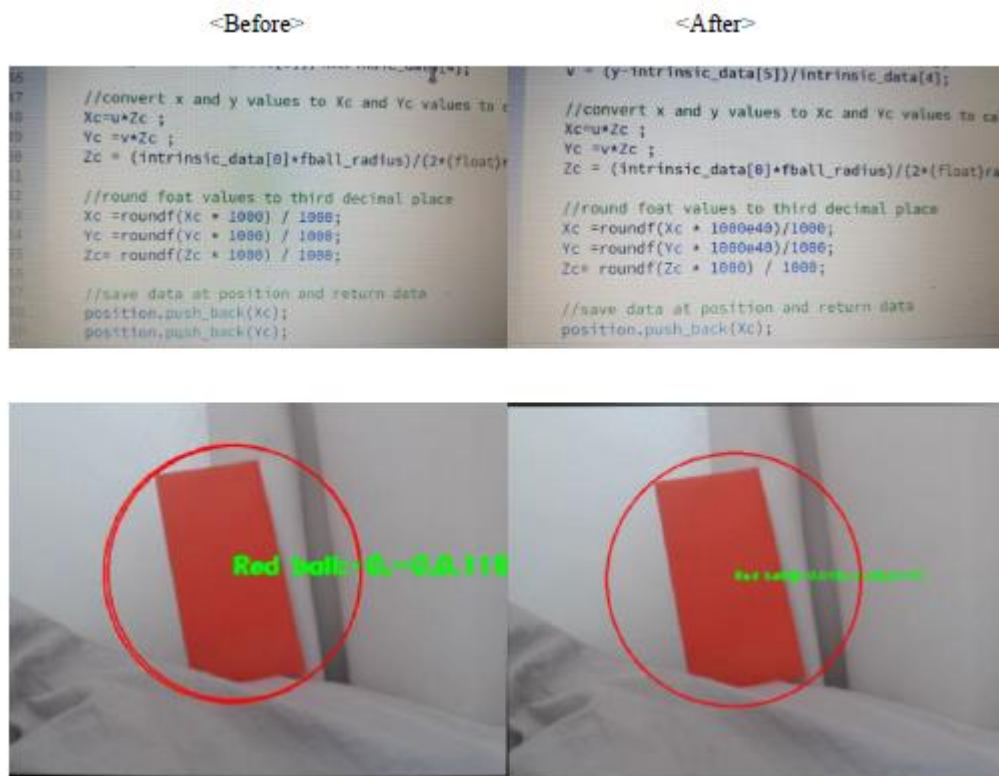 <Before>
<After>
//convert x and y values to Xc and Yc values to
Xc=u*Zc ;
Yc =v*Zc ;
Zc = (intrinsic_data[0]*fball_radius)/(2*(float)
//round foat values to third decimal place
Xc =roundf(Xc * 1000) / 1000;
Yc =roundf(Yc * 1000) / 1000;
Zc= roundf(Zc * 1000) / 1000;
//save data at position and return data
position.push_back(Xc);
position.push_back(Yc);
v = (y-intrinsic_data[5])/intrinsic_data[4];
//convert x and y values to Xc and Yc values to ca
Xc=u*Zc ;
Yc =v*Zc ;
Zc = (intrinsic_data[0]*fball_radius)/(2*(float)ra
//round foat values to third decimal place
Xc =roundf(Xc * 1000e40)/1000;
Yc =roundf(Yc * 1000e40)/1000;
Zc= roundf(Zc * 1000) / 1000;
//save data at position and return data
position.push_back(Xc);
Red ball:-0,-0,0.118
Red